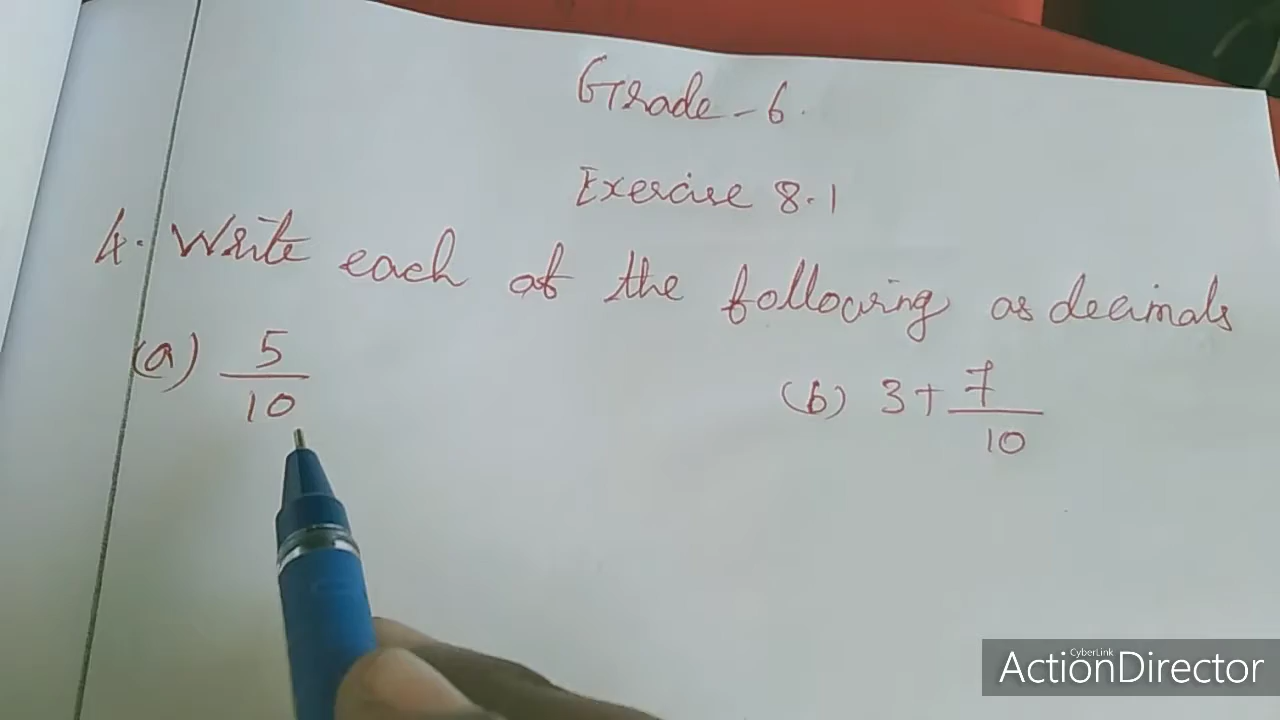 Grade - 6.
Exercise 8.1
4. Write each of the following as decimals
(a) 5/10 (b) 3 + 7/10
CyberLink
ActionDirector